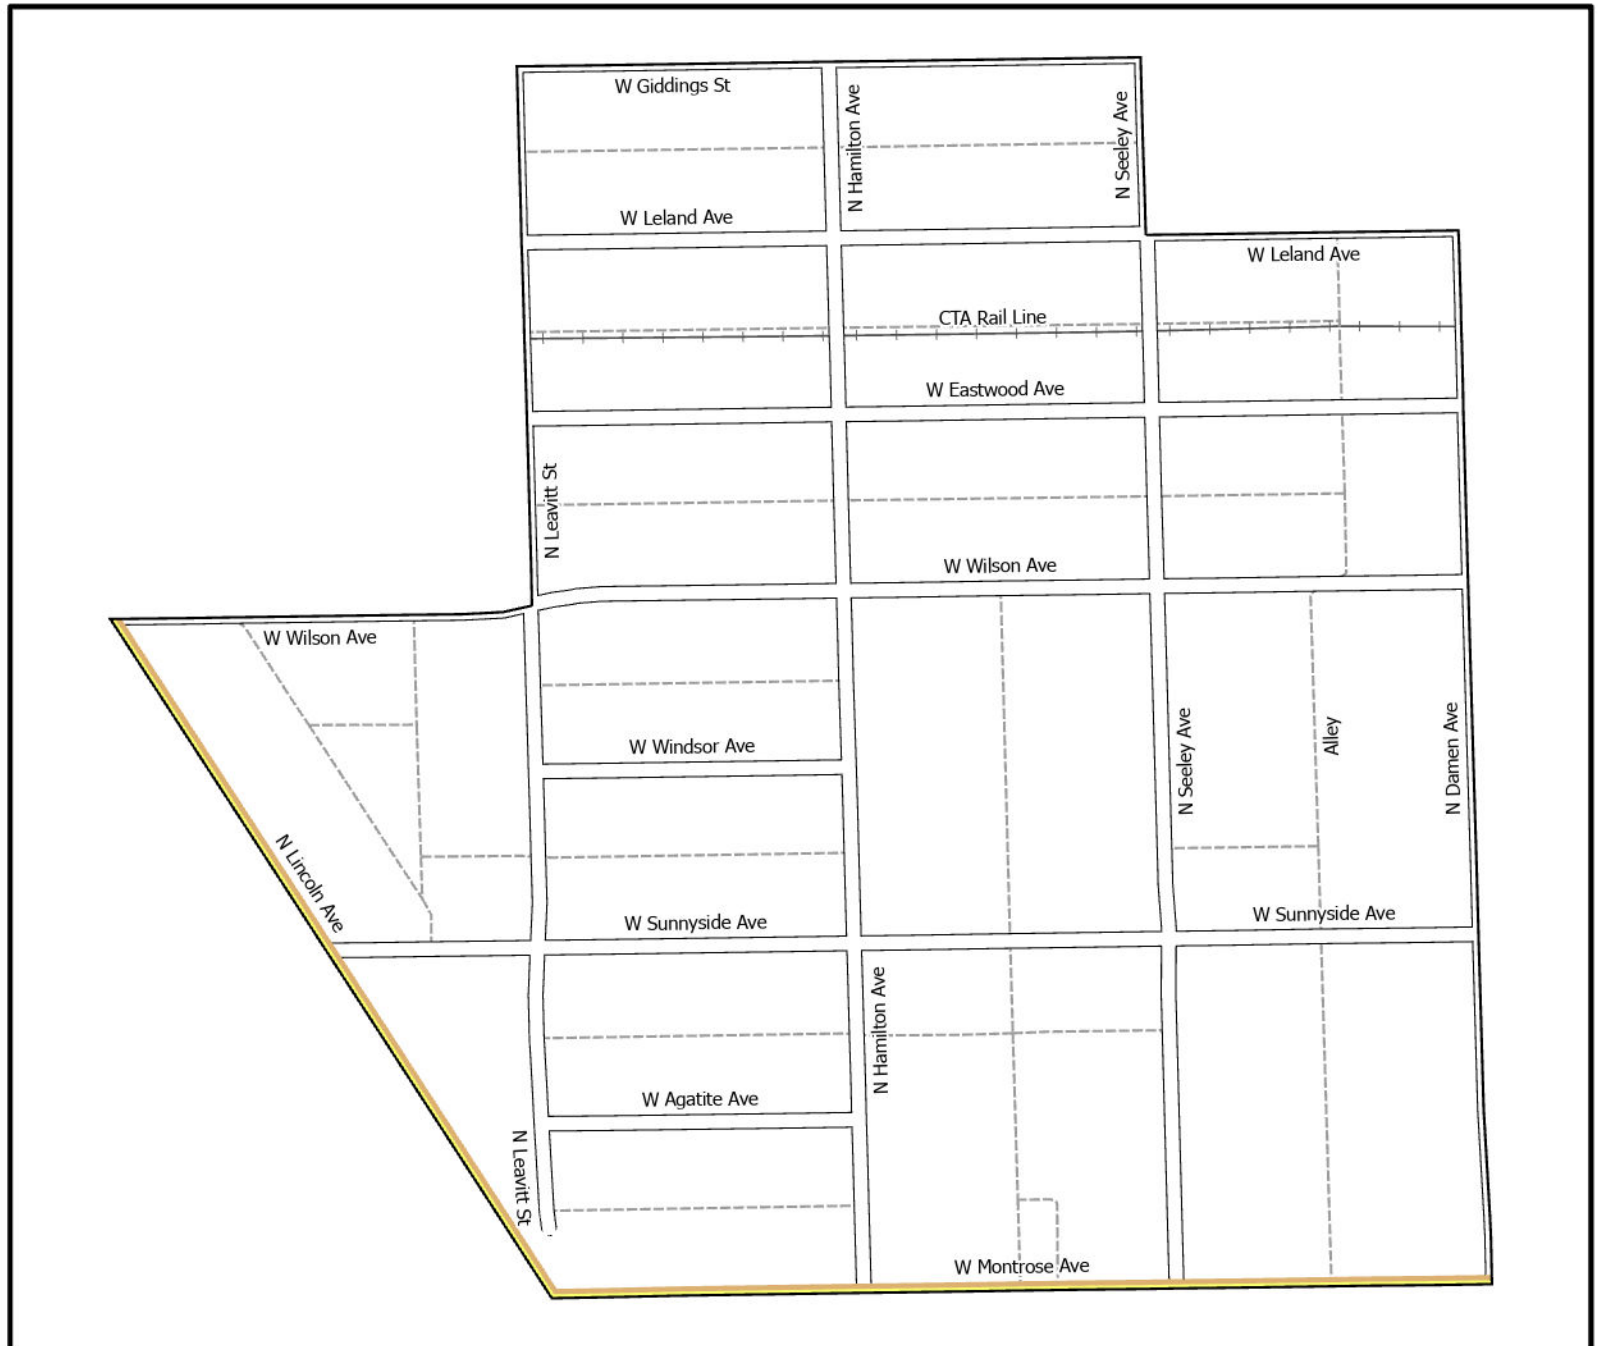 W Giddings St
N Hamilton Ave
N Seeley Ave
W Leland Ave
W Leland Ave
CTA Rail Line
W Eastwood Ave
N Leavitt St
W Wilson Ave
W Wilson Ave
N Seeley Ave
Alley
N Damen Ave
W Windsor Ave
N Lincoln Ave
W Sunnyside Ave
W Sunnyside Ave
N Hamilton Ave
W Agatite Ave
N Leavitt St
W Montrose Ave